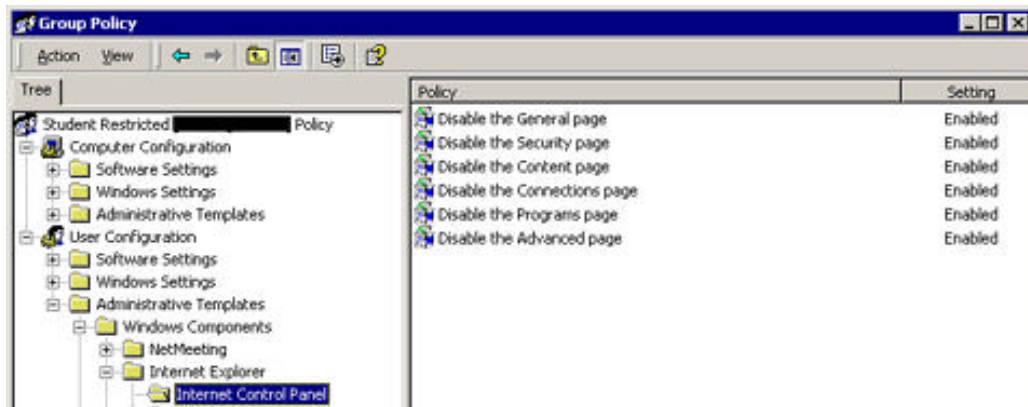 Group Policy
Action View
Tree
Student Restricted Policy
Computer Configuration
Software Settings
Windows Settings
Administrative Templates
User Configuration
Software Settings
Windows Settings
Administrative Templates
Windows Components
NetMeeting
Internet Explorer
Internet Control Panel
Policy Setting
Disable the General page Enabled
Disable the Security page Enabled
Disable the Content page Enabled
Disable the Connections page Enabled
Disable the Programs page Enabled
Disable the Advanced page Enabled